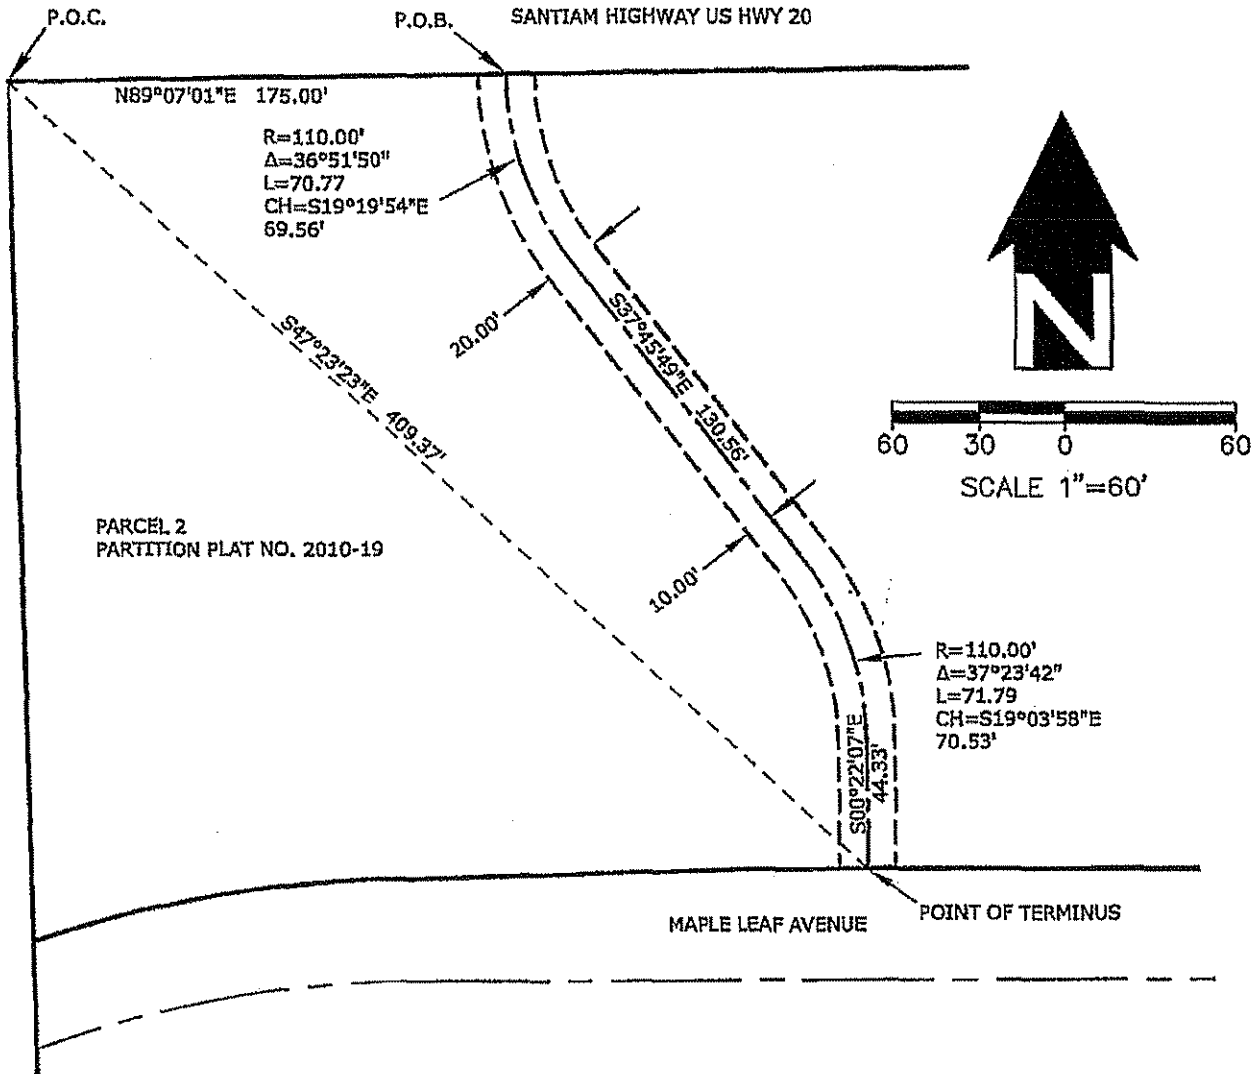 P.O.C.
P.O.B.
SANTIAM HIGHWAY US HWY 20
N89°07'01"E 175.00'
R=110.00'
Δ=36°51'50"
L=70.77
CH=S19°19'54"E
69.56'
20.00'
S37°45'49"E 130.56'
S47°23'23"E 409.37'
N
60 30 0 60
SCALE 1"=60'
PARCEL 2
PARTITION PLAT NO. 2010-19
10.00'
R=110.00'
Δ=37°23'42"
L=71.79
CH=S19°03'58"E
70.53'
S00°22'07"E
44.33'
MAPLE LEAF AVENUE
POINT OF TERMINUS